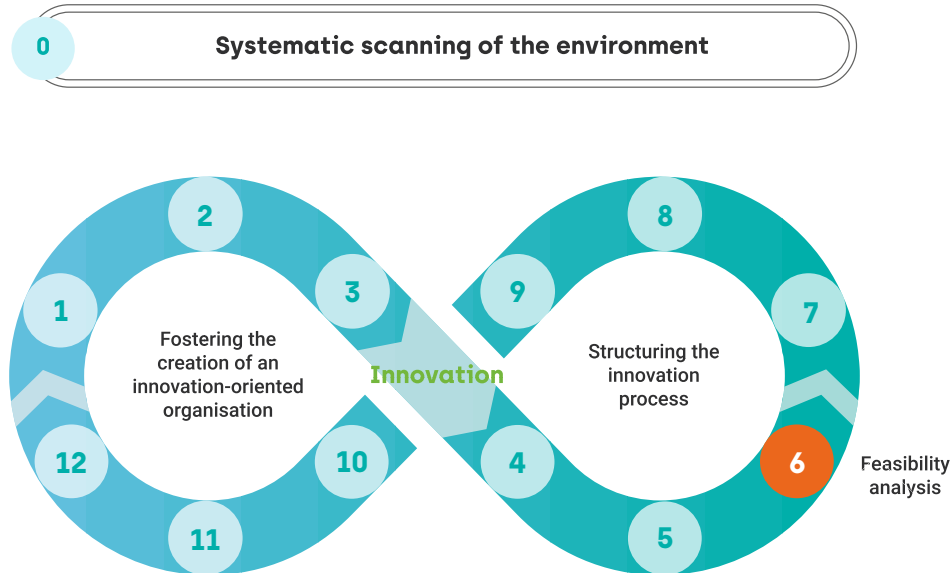 0
Systematic scanning of the environment
2
8
3
9
1
7
Fostering the
creation of an
innovation-oriented
organisation
Innovation
Structuring the
innovation
process
12
10
4
6
Feasibility
analysis
11
5